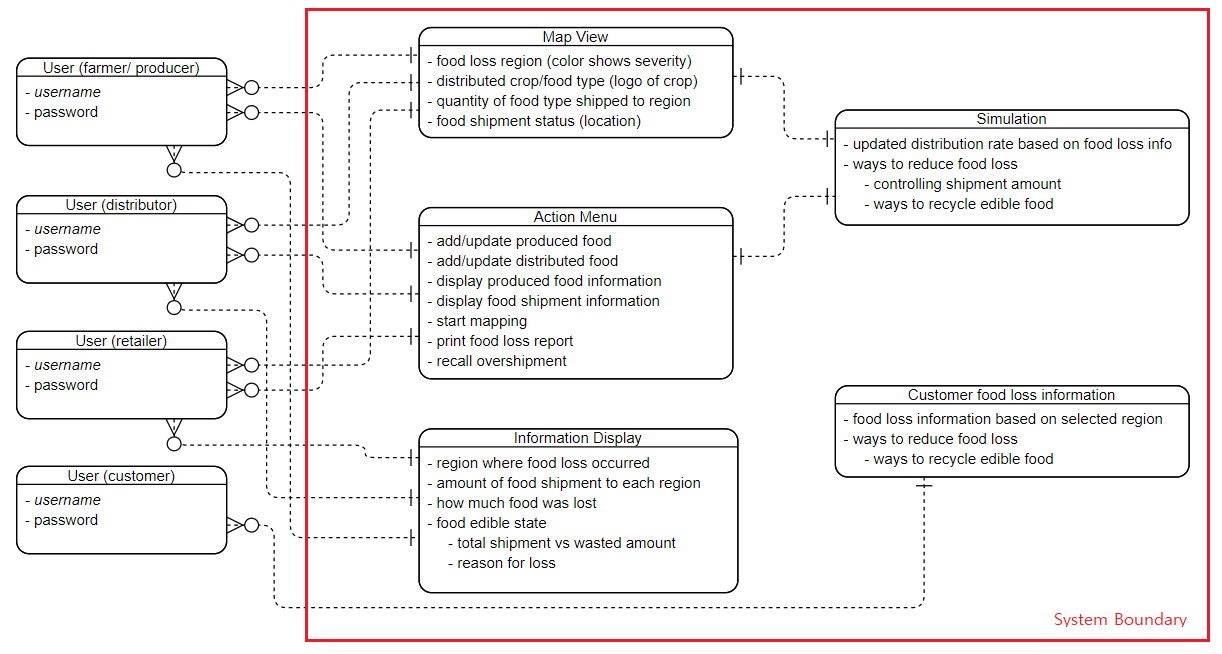 User (farmer/ producer)
- username
- password
User (distributor)
- username
- password
User (retailer)
- username
- password
User (customer)
- username
- password
Map View
- food loss region (color shows severity)
- distributed crop/food type (logo of crop)
- quantity of food type shipped to region
- food shipment status (location)
Action Menu
- add/update produced food
- add/update distributed food
- display produced food information
- display food shipment information
- start mapping
- print food loss report
- recall overshipment
Information Display
- region where food loss occurred
- amount of food shipment to each region
- how much food was lost
- food edible state
- total shipment vs wasted amount
- reason for loss
Simulation
- updated distribution rate based on food loss info
- ways to reduce food loss
- controlling shipment amount
- ways to recycle edible food
Customer food loss information
- food loss information based on selected region
- ways to reduce food loss
- ways to recycle edible food
System Boundary